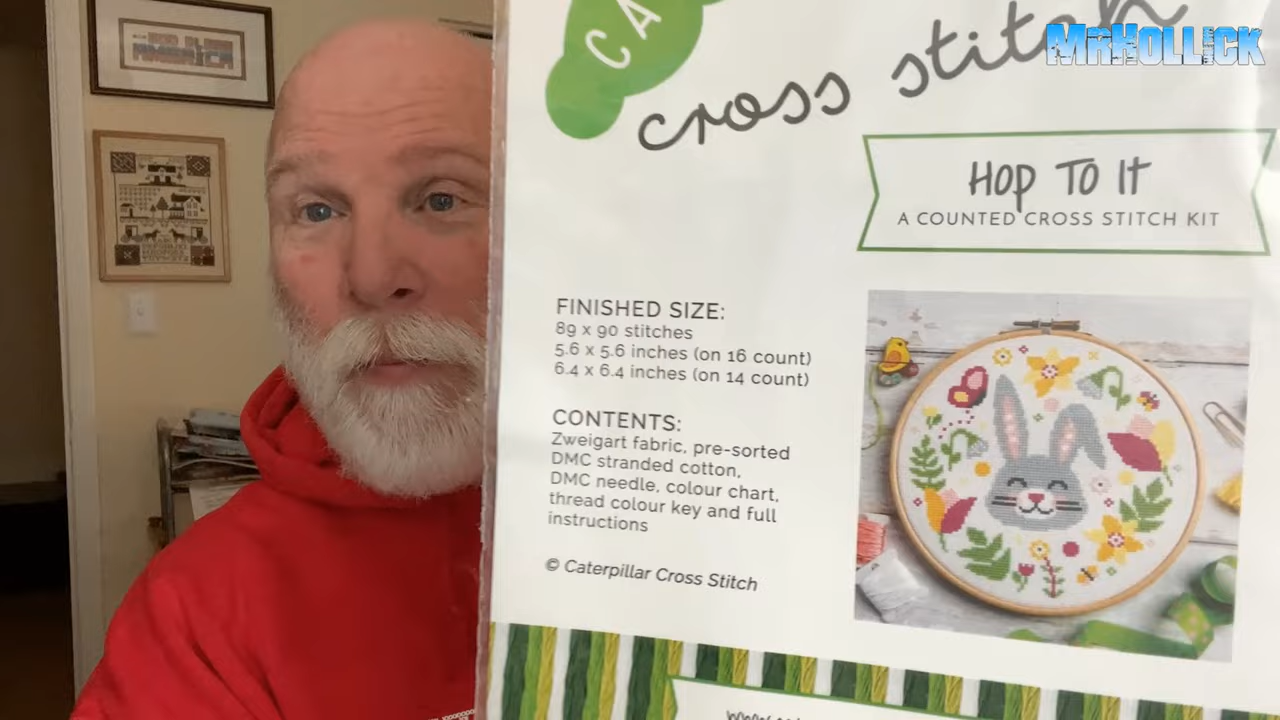 CA
cross stitch
MRHOLLICK
HOP TO IT
A COUNTED CROSS STITCH KIT
FINISHED SIZE:
89 x 90 stitches
5.6 x 5.6 inches (on 16 count)
6.4 x 6.4 inches (on 14 count)
CONTENTS:
Zweigart fabric, pre-sorted
DMC stranded cotton,
DMC needle, colour chart,
thread colour key and full
instructions
© Caterpillar Cross Stitch
AMERICA